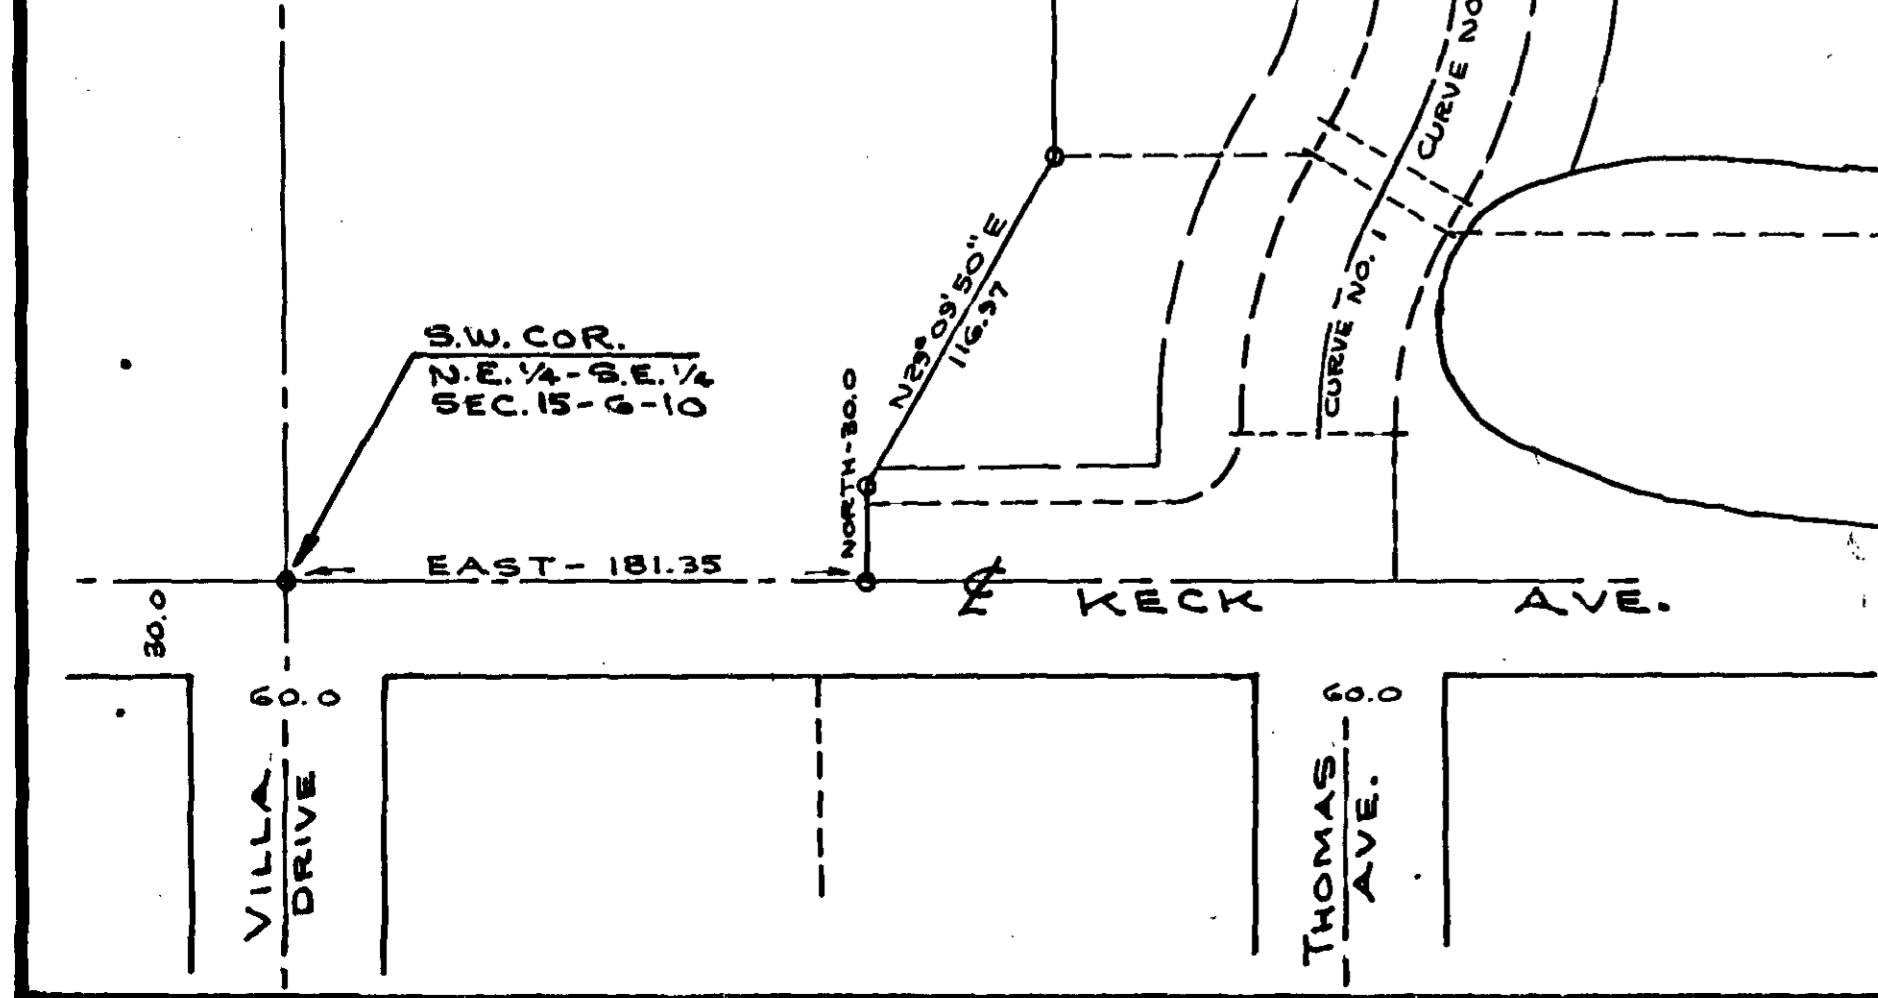 CURVE NO
CURVE NO. 1
N29° 09' 50" E
116.97
S.W. COR.
N.E. ¼ - S.E. ¼
SEC. 15-6-10
NORTH-30.0
EAST - 181.35
℄ KECK AVE.
30.0
60.0
60.0
VILLA
DRIVE
THOMAS
AVE.